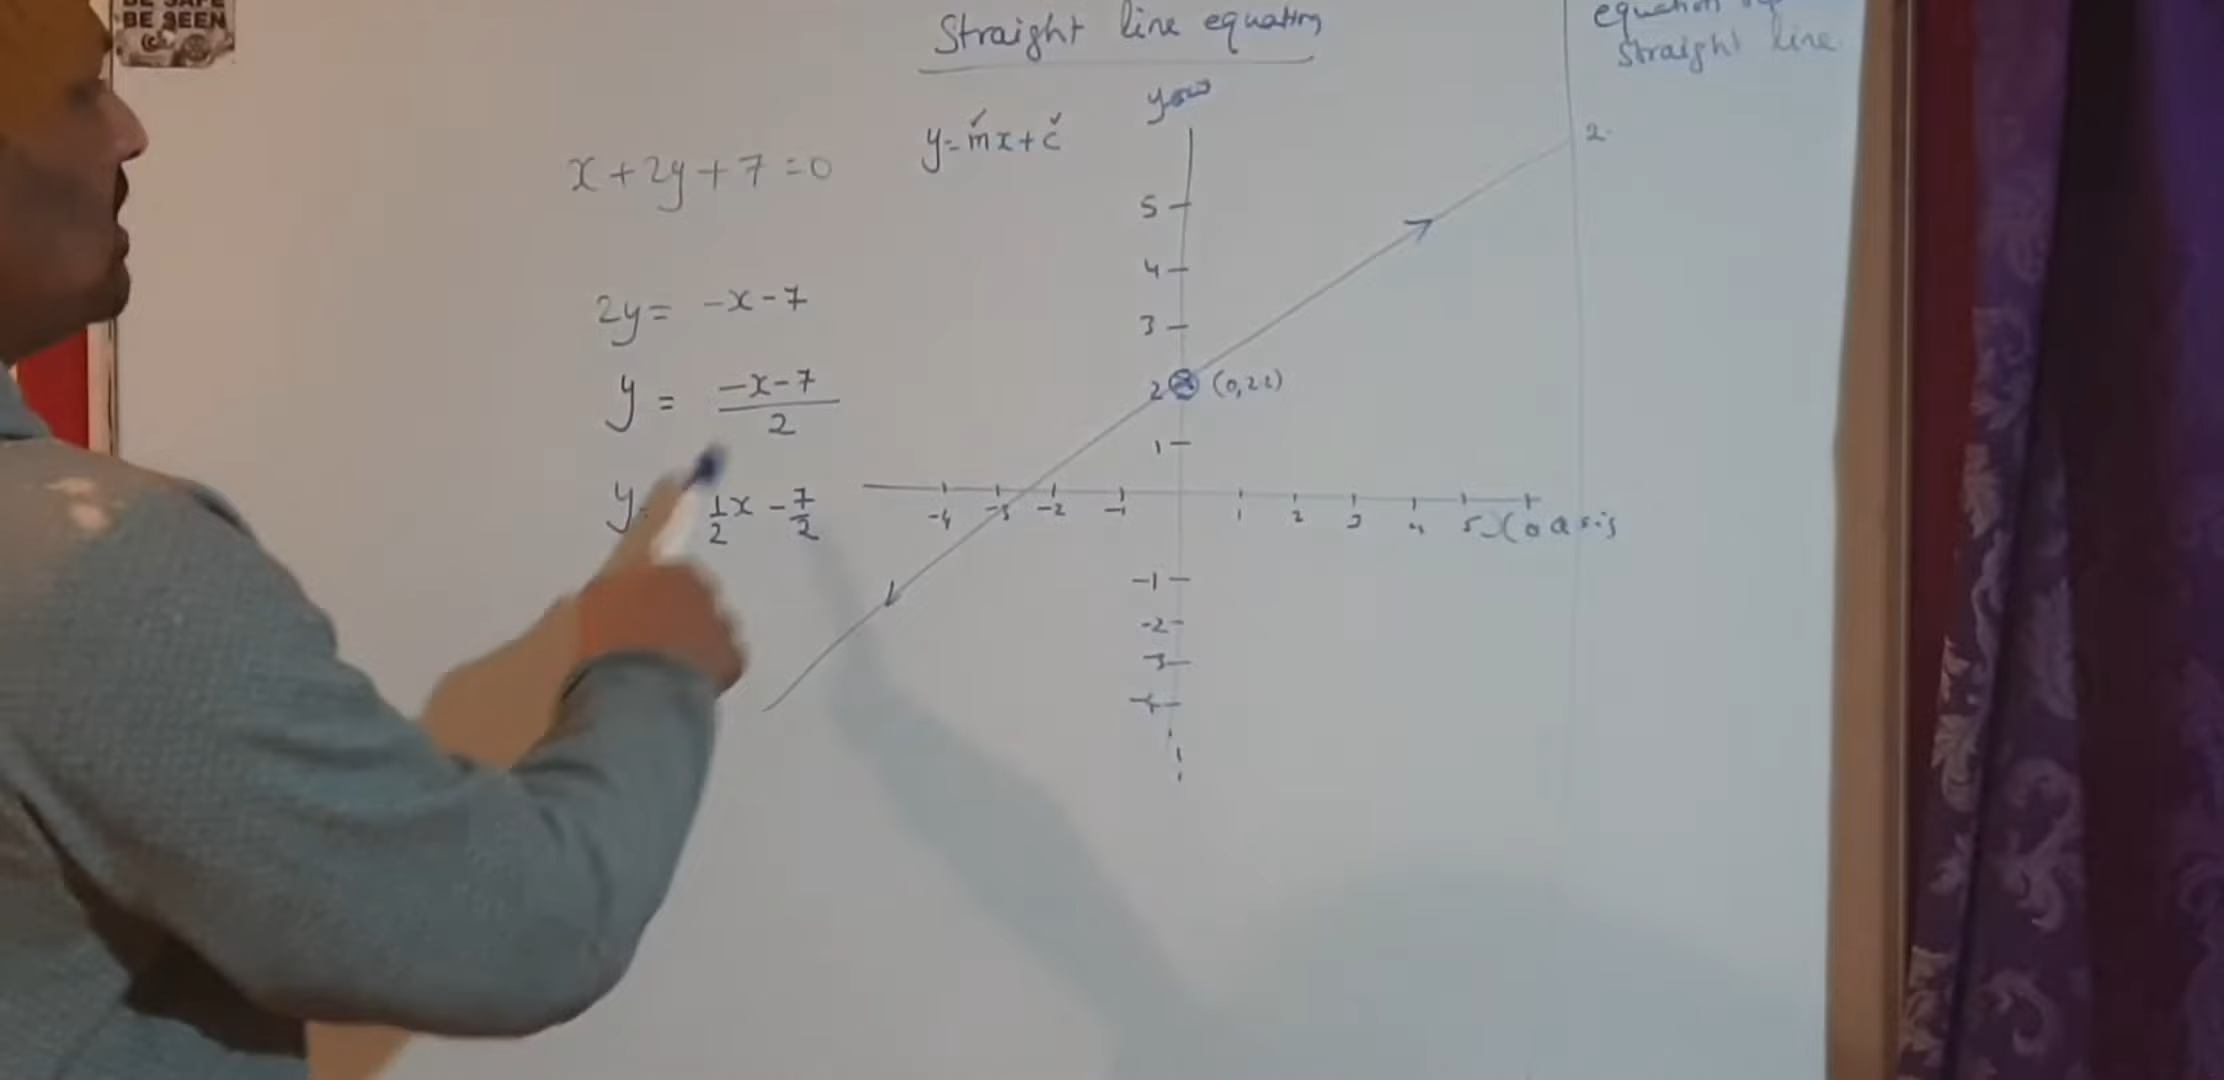 BE SAFE
BE SEEN
Straight line equation
equation
straight line
y=mx+c
x+2y+7=0
2y= -x-7
y = -x-7
2
y 1/2 x - 7/2
5
4
3
2 (0,2.2)
1
-4 -3 -2 -1 1 2 3 4 5
-1
-2
-3
-4
2.